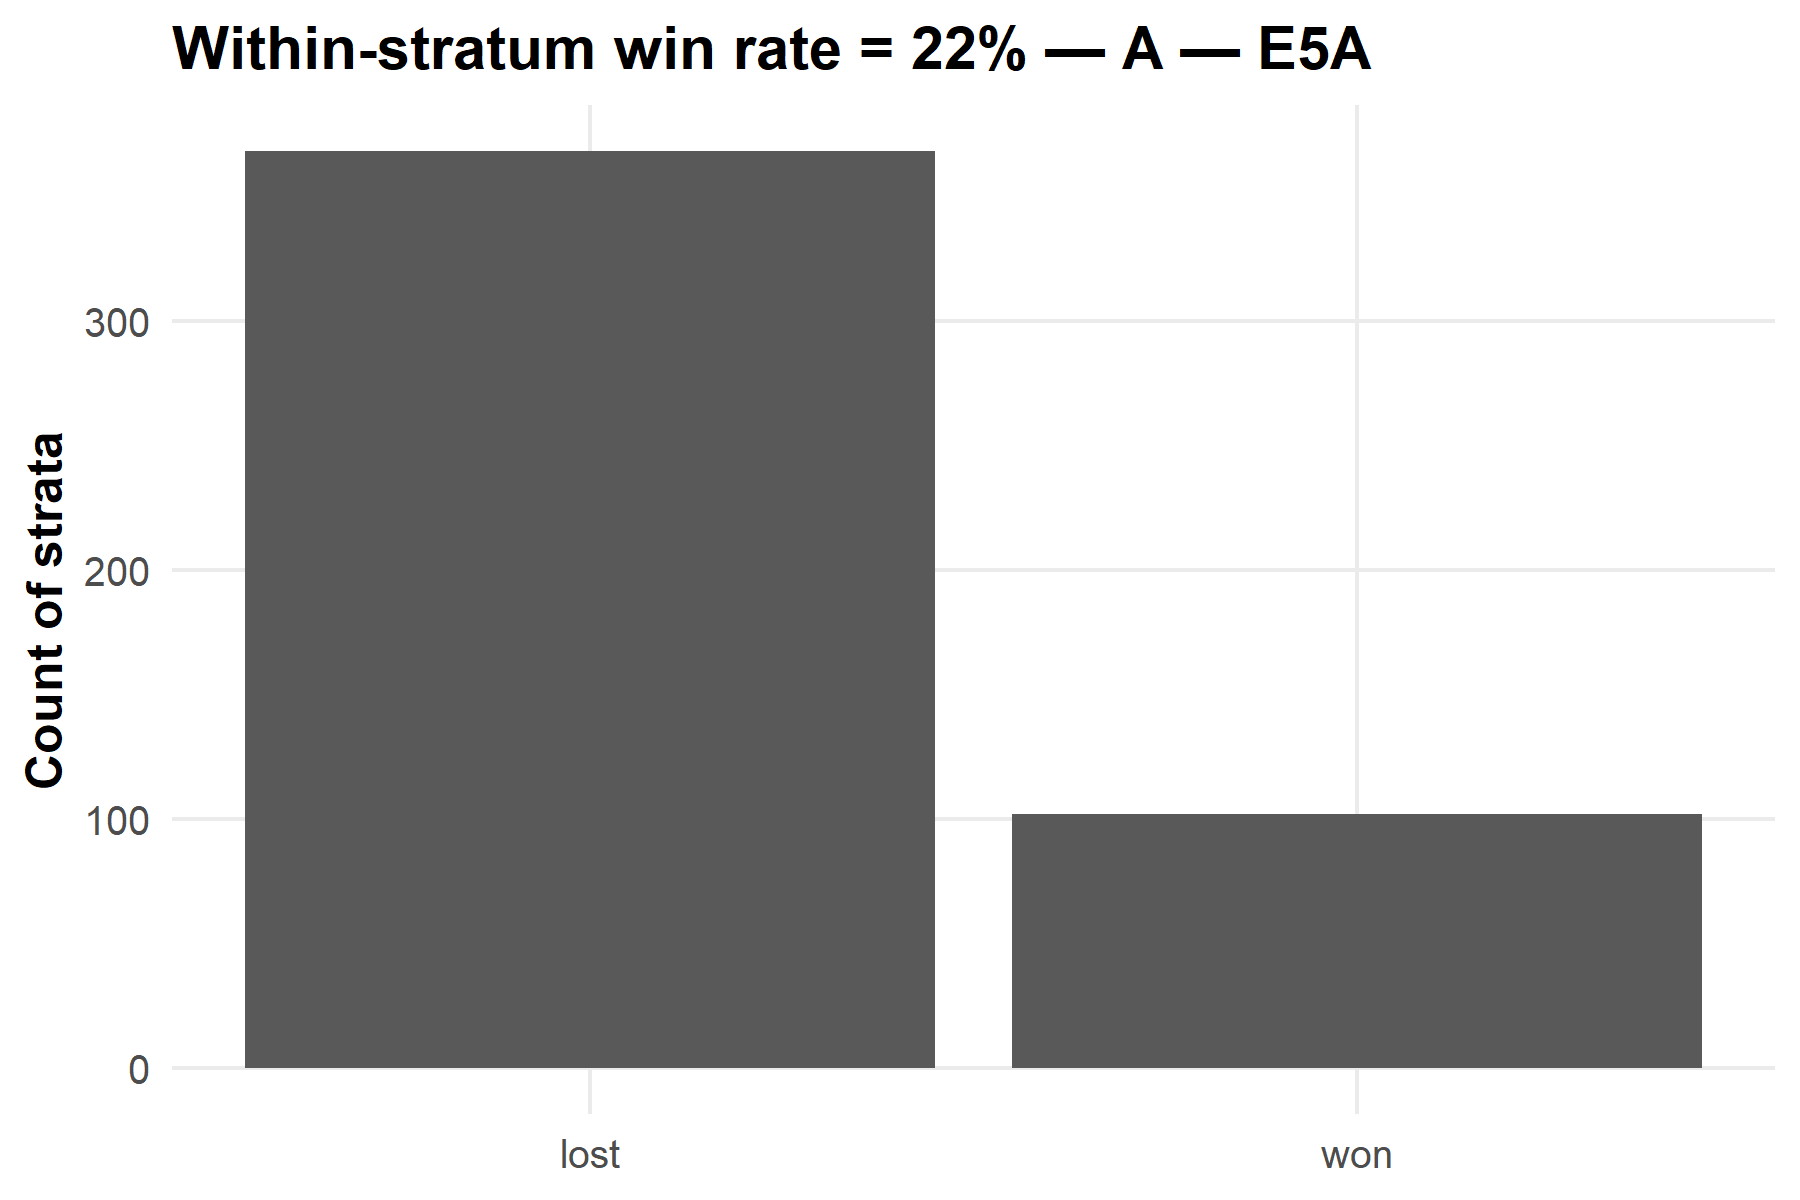 Within-stratum win rate = 22% — A — E5A
Count of strata
300
200
100
0
lost
won